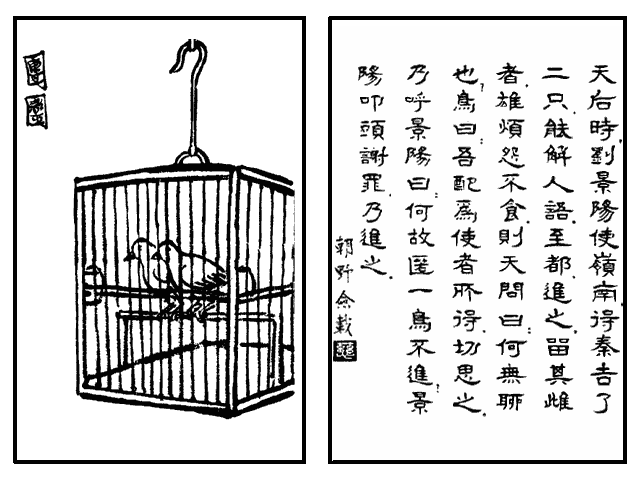 天后時,劉景陽使嶺南,得秦吉了
二只,能解人語,至都,進之,留其雌
者,雄煩怨不食,則天問曰:何無聊
也?鳥曰:吾配爲使者所得,切思之。
乃呼景陽曰:何故匿一鳥不進?景
陽叩頭謝罪,乃進之。
朝野僉載